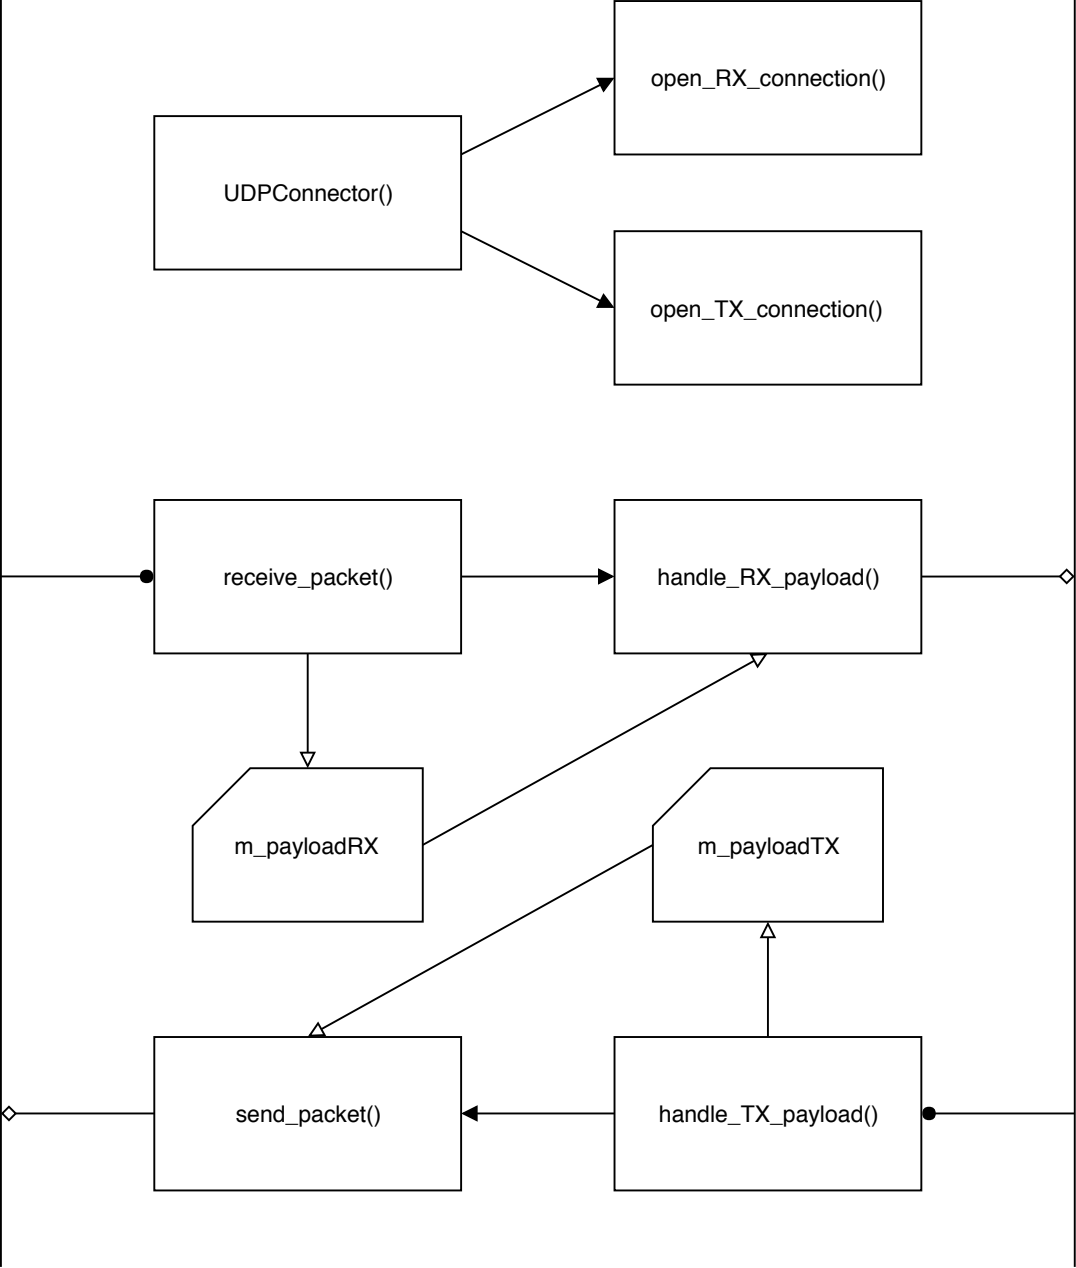 open_RX_connection()
UDPConnector()
open_TX_connection()
receive_packet()
handle_RX_payload()
m_payloadRX
m_payloadTX
send_packet()
handle_TX_payload()